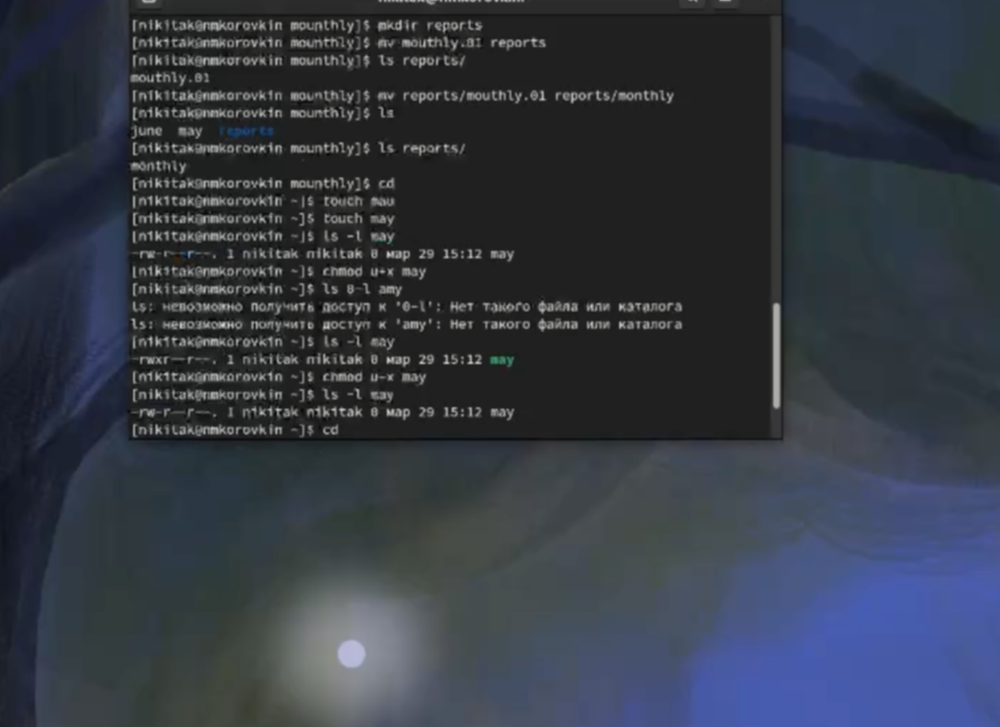 [nikitak@nmkorovkin mounthly]$ mkdir reports
[nikitak@nmkorovkin mounthly]$ mv mouthly.01 reports
[nikitak@nmkorovkin mounthly]$ ls reports/
mouthly.01
[nikitak@nmkorovkin mounthly]$ mv reports/mouthly.01 reports/monthly
[nikitak@nmkorovkin mounthly]$ ls
june may reports
[nikitak@nmkorovkin mounthly]$ ls reports/
monthly
[nikitak@nmkorovkin mounthly]$ cd
[nikitak@nmkorovkin ~]$ touch mau
[nikitak@nmkorovkin ~]$ touch may
[nikitak@nmkorovkin ~]$ ls -l may
-rw-r--r--. 1 nikitak nikitak 0 мар 29 15:12 may
[nikitak@nmkorovkin ~]$ chmod u+x may
[nikitak@nmkorovkin ~]$ ls 0-l amy
ls: невозможно получить доступ к '0-l': Нет такого файла или каталога
ls: невозможно получить доступ к 'amy': Нет такого файла или каталога
[nikitak@nmkorovkin ~]$ ls -l may
-rwxr--r--. 1 nikitak nikitak 0 мар 29 15:12 may
[nikitak@nmkorovkin ~]$ chmod u-x may
[nikitak@nmkorovkin ~]$ ls -l may
-rw-r--r--. 1 nikitak nikitak 0 мар 29 15:12 may
[nikitak@nmkorovkin ~]$ cd